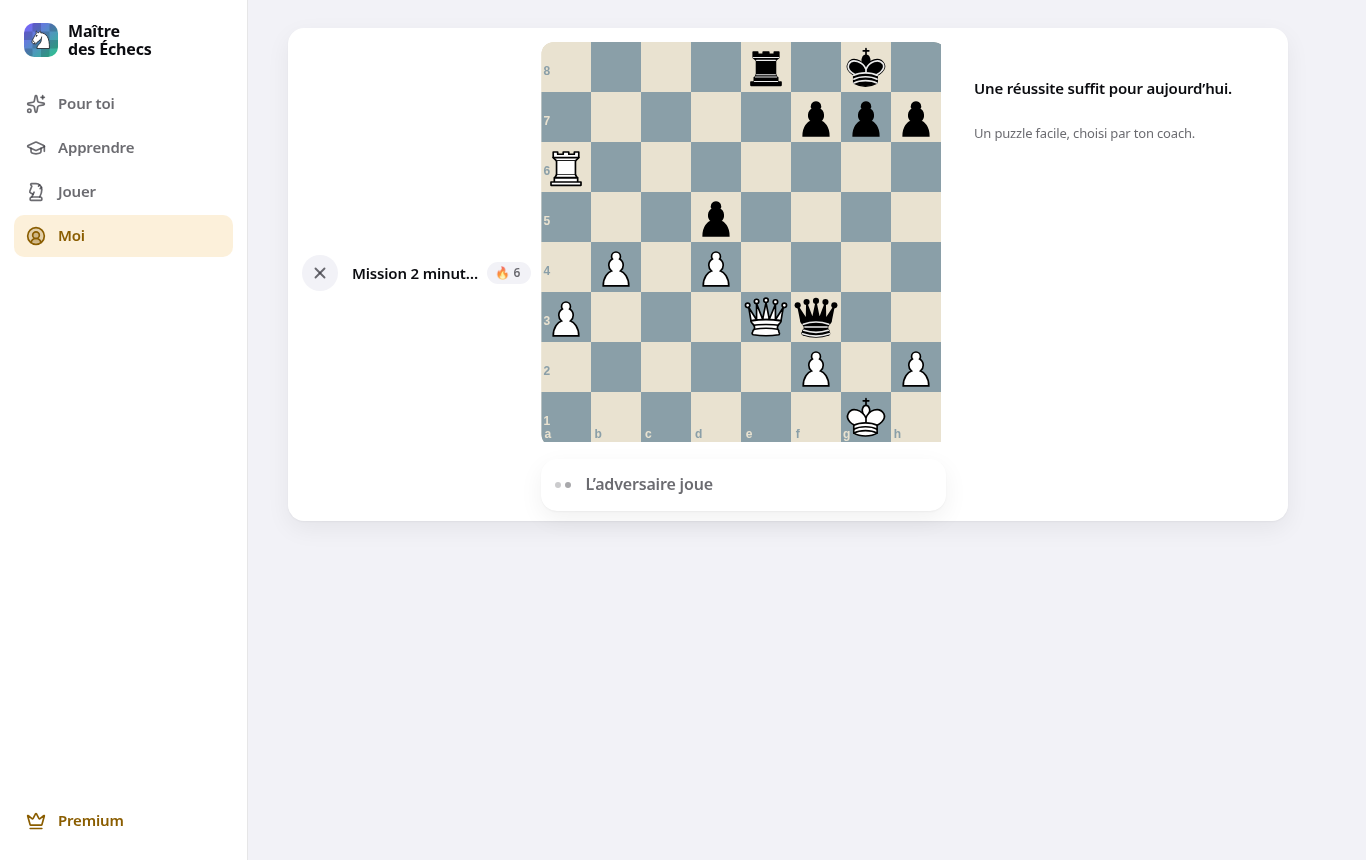 Maître
des Échecs
Pour toi
Apprendre
Jouer
Moi
Premium
Mission 2 minut...
🔥 6
8
7
6
5
4
3
2
1
a b c d e f g h
L’adversaire joue
Une réussite suffit pour aujourd’hui.
Un puzzle facile, choisi par ton coach.